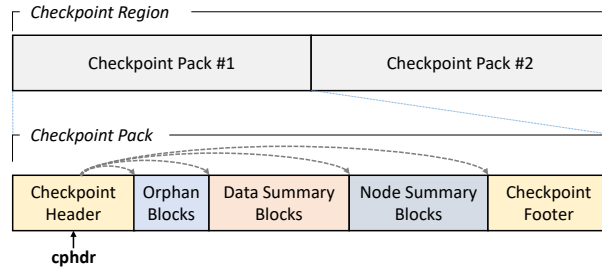 Checkpoint Region
Checkpoint Pack #1 Checkpoint Pack #2
Checkpoint Pack
Checkpoint Orphan Data Summary Node Summary Checkpoint
Header Blocks Blocks Blocks Footer
cphdr